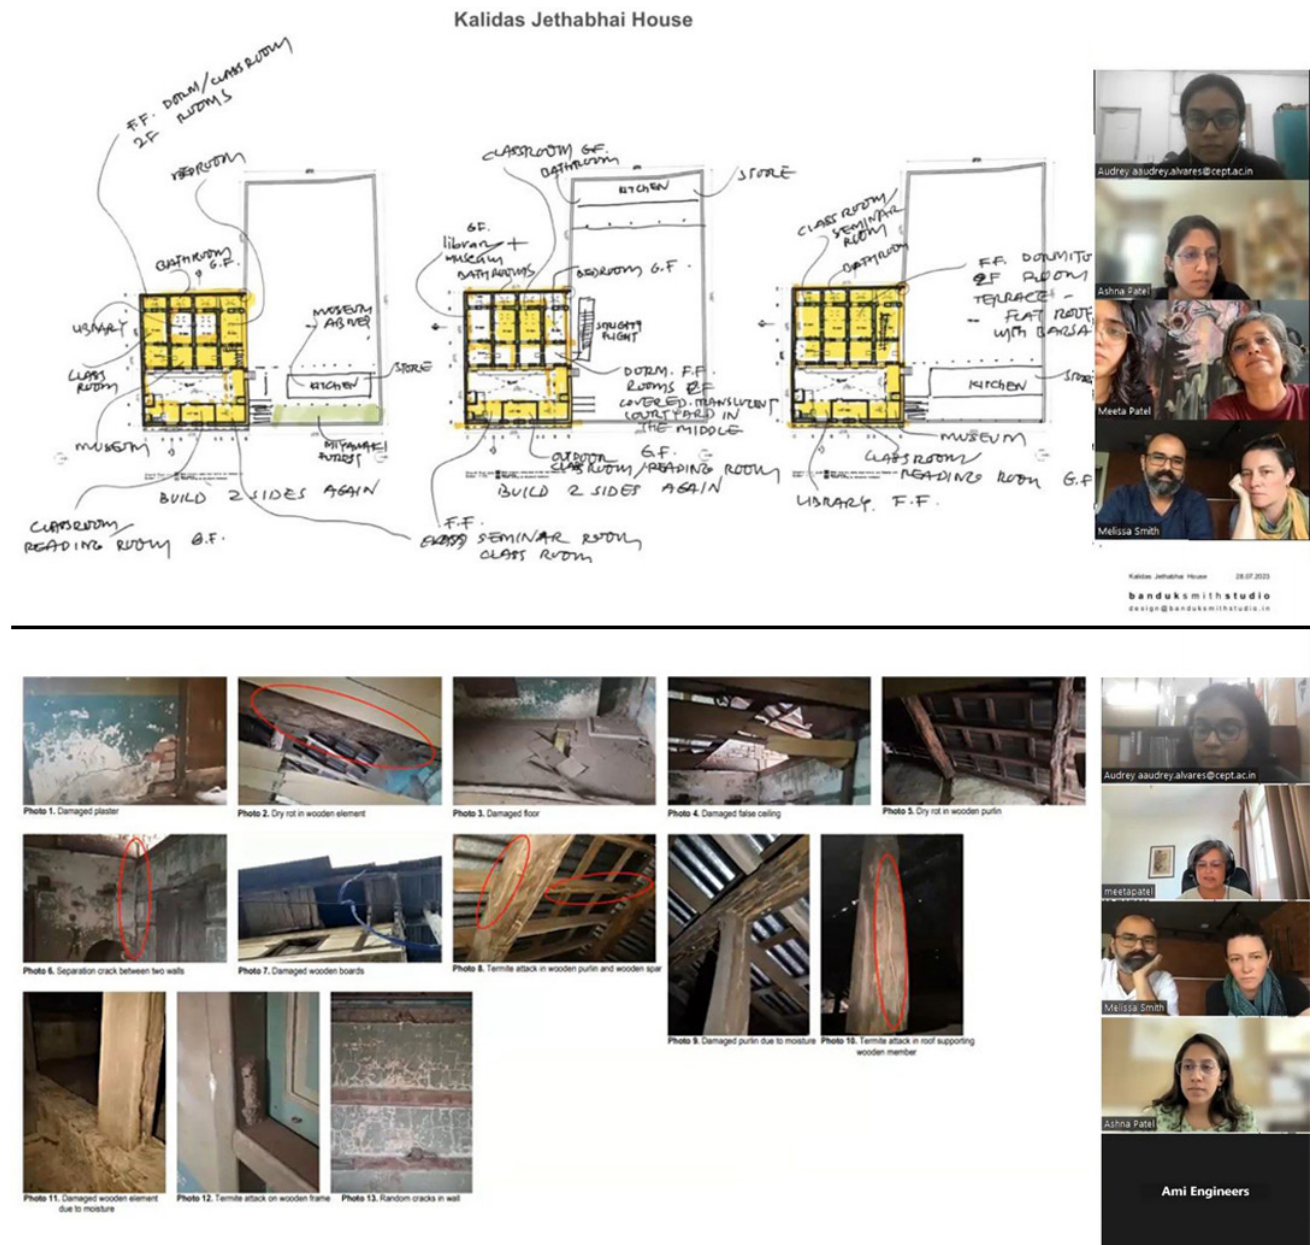 Kalidas Jethabhai House
F.F. DORM/CLASSROOM
2F ROOMS
BEDROOM
BATHROOM
G.F.
LIBRARY
CLASS
ROOM
MUSEUM
MUSEUM
ABOVE
KITCHEN
STORE
MIYAWAKI
FOREST
BUILD 2 SIDES AGAIN
CLASSROOM/
READING ROOM G.F.
CLASSROOM G.F.
BATHROOM
KITCHEN
STORE
G.F.
library +
museum
BATHROOMS
BEDROOM G.F.
FLIGHT
DORM. F.F
ROOMS 2F
COVERED TRANSLUCENT
COURTYARD IN
THE MIDDLE
OUTDOOR G.F.
CLASSROOM/READING ROOM
BUILD 2 SIDES AGAIN
F.F.
SEMINAR ROOM
CLASS ROOM
CLASSROOM/
SEMINAR
ROOM
BATHROOM
F.F. DORMITO
2F ROOM
TERRACE -
FLAT ROOF
WITH BARSA
KITCHEN
STORE
MUSEUM
CLASSROOM/
READING ROOM G.F
LIBRARY F.F.
Audrey aaudrey.alvares@cept.ac.in
Ashna Patel
Meeta Patel
Melissa Smith
Kalidas Jethabhai House 28.07.2023
banduksmithstudio
design@banduksmithstudio.in
Photo 1. Damaged plaster
Photo 2. Dry rot in wooden element
Photo 3. Damaged floor
Photo 4. Damaged false ceiling
Photo 5. Dry rot in wooden purlin
Photo 6. Separation crack between two walls
Photo 7. Damaged wooden boards
Photo 8. Termite attack in wooden purlin and wooden spar
Photo 9. Damaged purlin due to moisture
Photo 10. Termite attack in roof supporting
wooden member
Photo 11. Damaged wooden element
due to moisture
Photo 12. Termite attack on wooden frame
Photo 13. Random cracks in wall
Audrey aaudrey.alvares@cept.ac.in
meetapatel
Melissa Smith
Ashna Patel
Ami Engineers